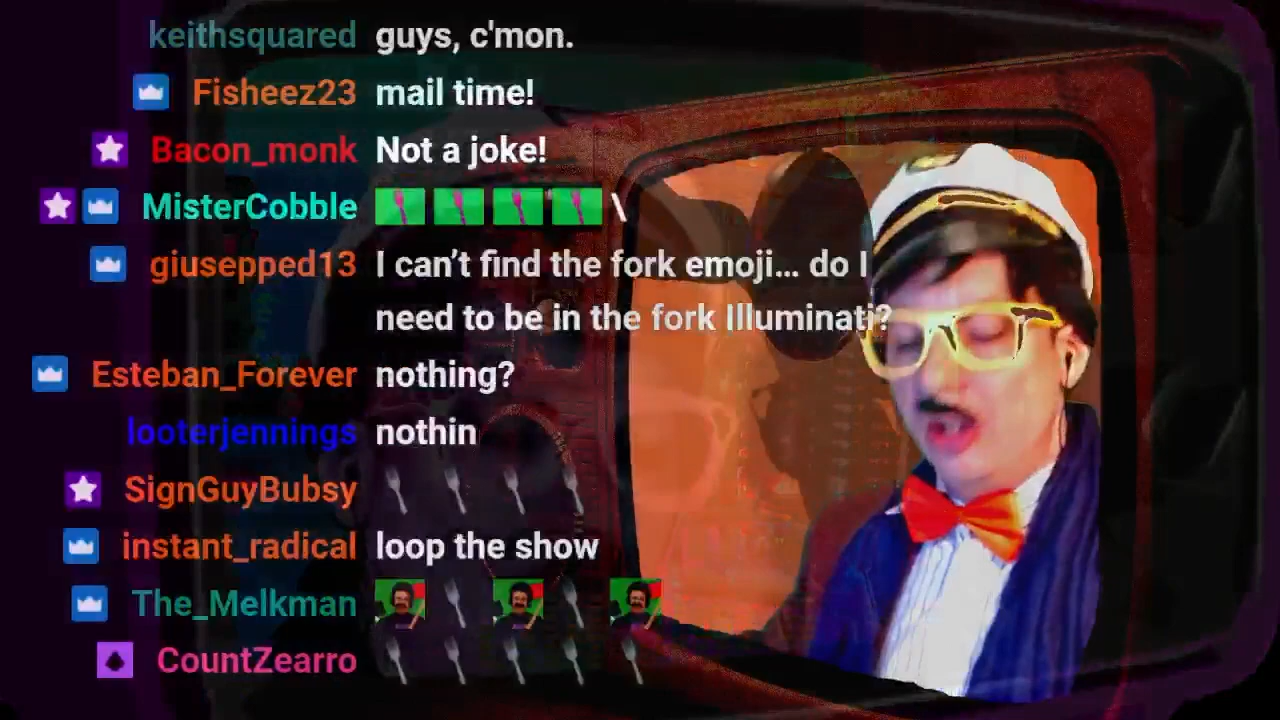 keithsquared guys, c'mon.
Fisheez23 mail time!
Bacon_monk Not a joke!
MisterCobble \
giusepped13 I can’t find the fork emoji... do I
need to be in the fork Illuminati?
Esteban_Forever nothing?
looterjennings nothin
SignGuyBubsy
instant_radical loop the show
The_Melkman
CountZearro